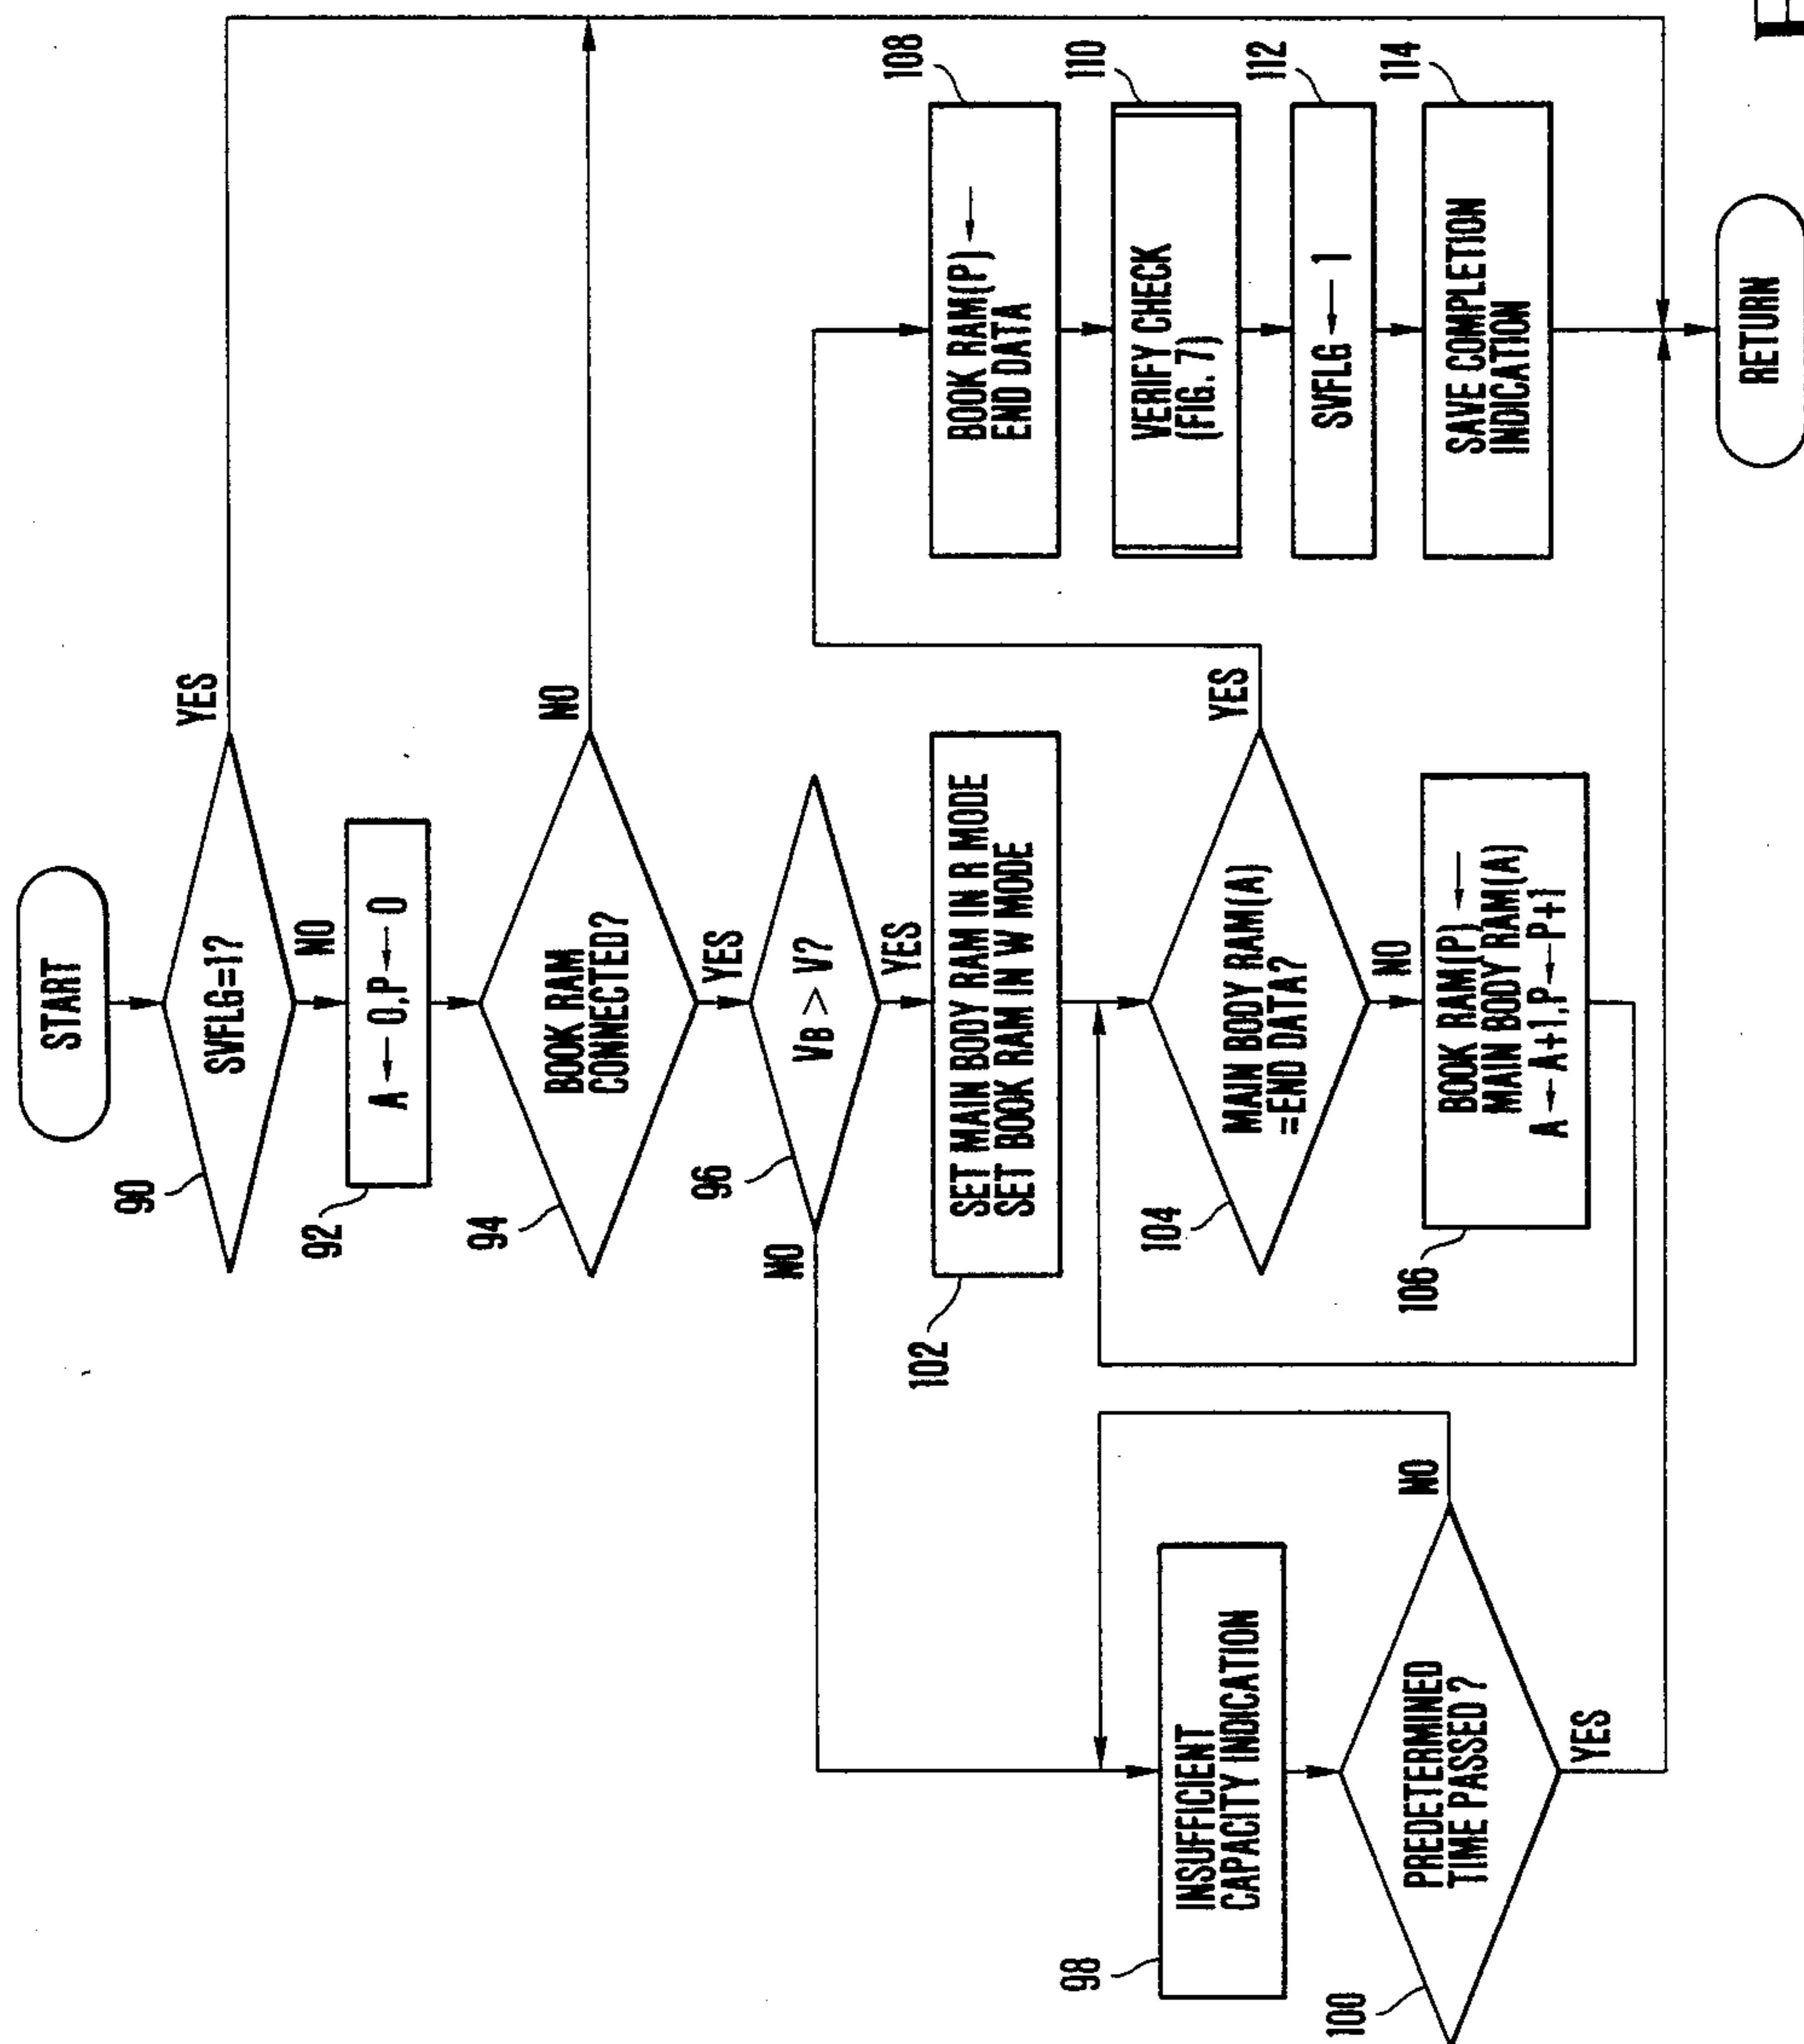 START
90
SVFLG=1?
YES
NO
92
A ← 0, P ← 0
94
BOOK RAM
CONNECTED?
NO
YES
96
VB > V?
NO
YES
102
SET MAIN BODY RAM IN R MODE
SET BOOK RAM IN W MODE
104
MAIN BODY RAM(A)
=END DATA?
YES
NO
106
BOOK RAM(P) ←
MAIN BODY RAM(A)
A ← A+1, P ← P+1
98
INSUFFICIENT
CAPACITY INDICATION
100
PREDETERMINED
TIME PASSED ?
NO
YES
108
BOOK RAM(P) ←
END DATA
110
VERIFY CHECK
(FIG. 7)
112
SVFLG ← 1
114
SAVE COMPLETION
INDICATION
RETURN